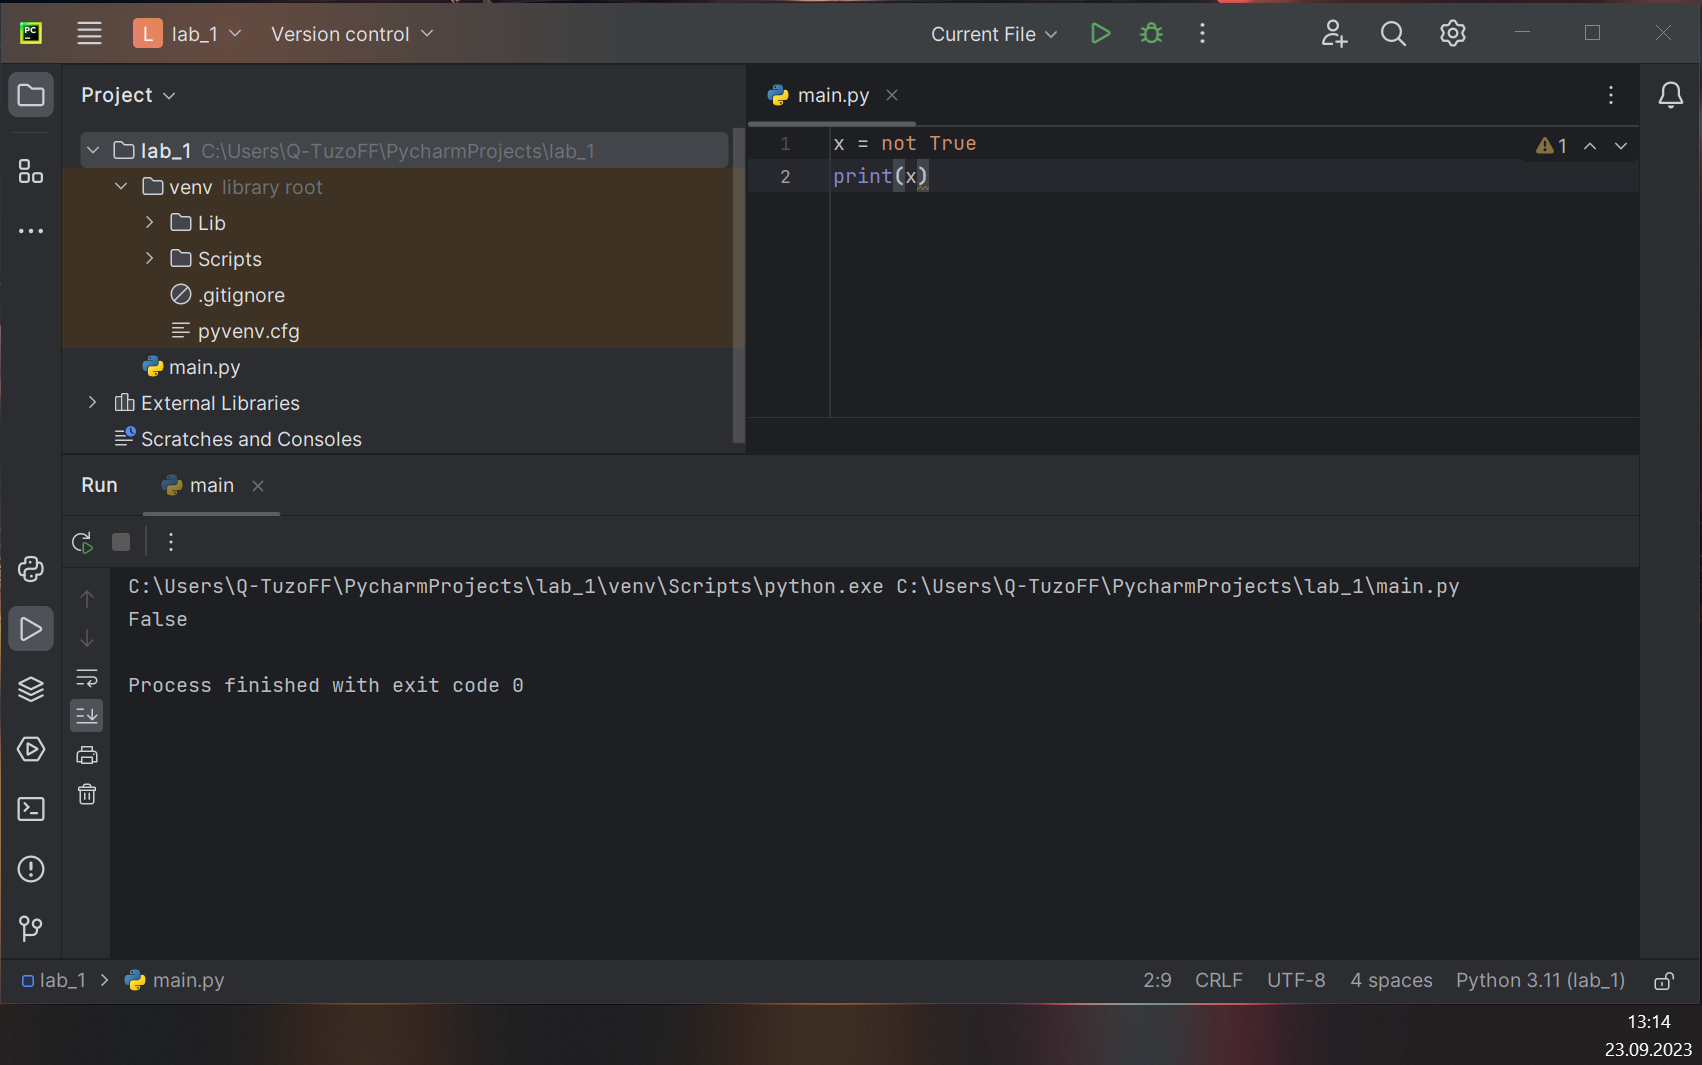 PC
L lab_1 Version control Current File
Project
main.py
lab_1 C:\Users\Q-TuzoFF\PycharmProjects\lab_1
venv library root
Lib
Scripts
.gitignore
pyvenv.cfg
main.py
External Libraries
Scratches and Consoles
1 x = not True
2 print(x)
1
Run main
C:\Users\Q-TuzoFF\PycharmProjects\lab_1\venv\Scripts\python.exe C:\Users\Q-TuzoFF\PycharmProjects\lab_1\main.py
False
Process finished with exit code 0
lab_1 > main.py 2:9 CRLF UTF-8 4 spaces Python 3.11 (lab_1)
13:14
23.09.2023